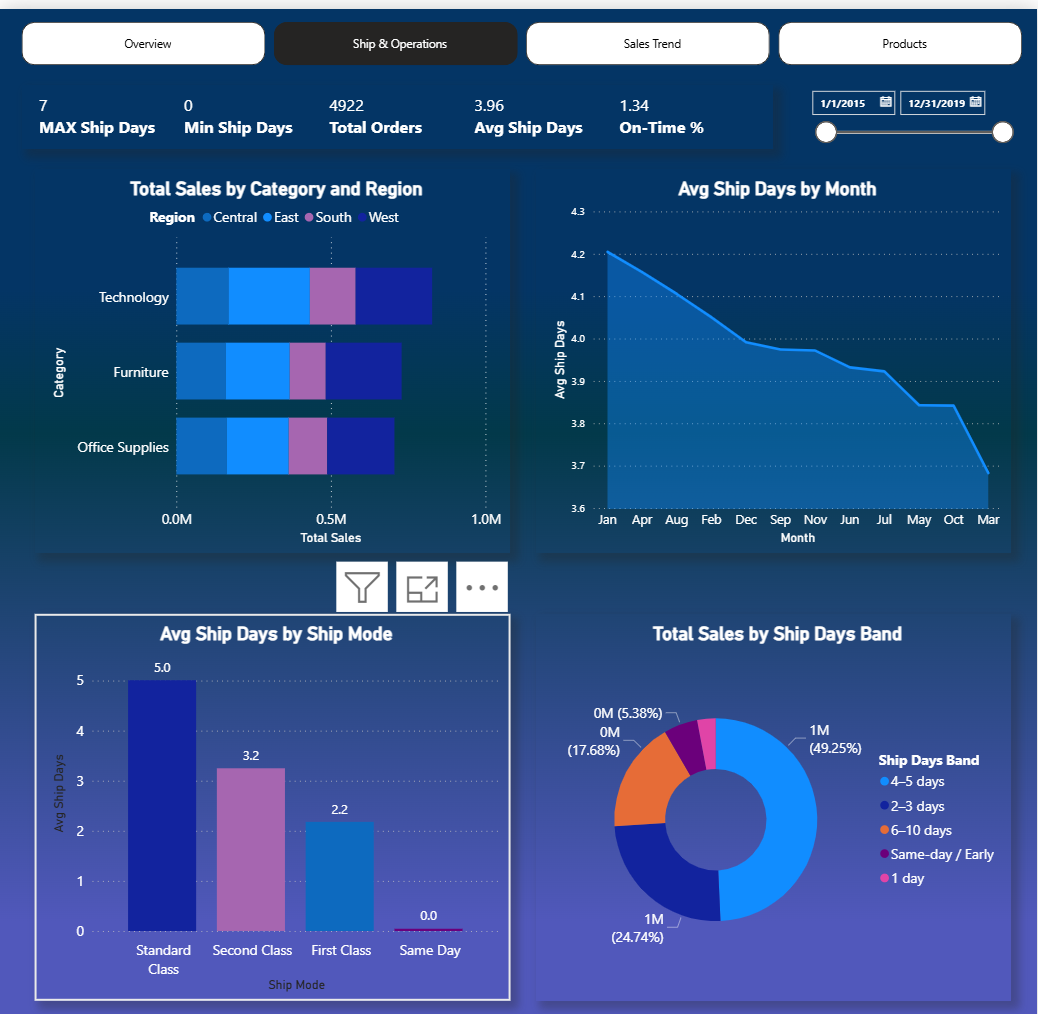 Overview
Ship & Operations
Sales Trend
Products
7
MAX Ship Days
0
Min Ship Days
4922
Total Orders
3.96
Avg Ship Days
1.34
On-Time %
1/1/2015
12/31/2019
Total Sales by Category and Region
Region Central East South West
Category
Technology
Furniture
Office Supplies
0.0M 0.5M 1.0M
Total Sales
Avg Ship Days by Month
Avg Ship Days
4.3
4.2
4.1
4.0
3.9
3.8
3.7
3.6
Jan Apr Aug Feb Dec Sep Nov Jun Jul May Oct Mar
Month
Avg Ship Days by Ship Mode
Avg Ship Days
5
4
3
2
1
0
5.0
3.2
2.2
0.0
Standard
Class
Second Class
First Class
Same Day
Ship Mode
Total Sales by Ship Days Band
0M (5.38%)
0M
(17.68%)
1M
(49.25%)
1M
(24.74%)
Ship Days Band
4–5 days
2–3 days
6–10 days
Same-day / Early
1 day